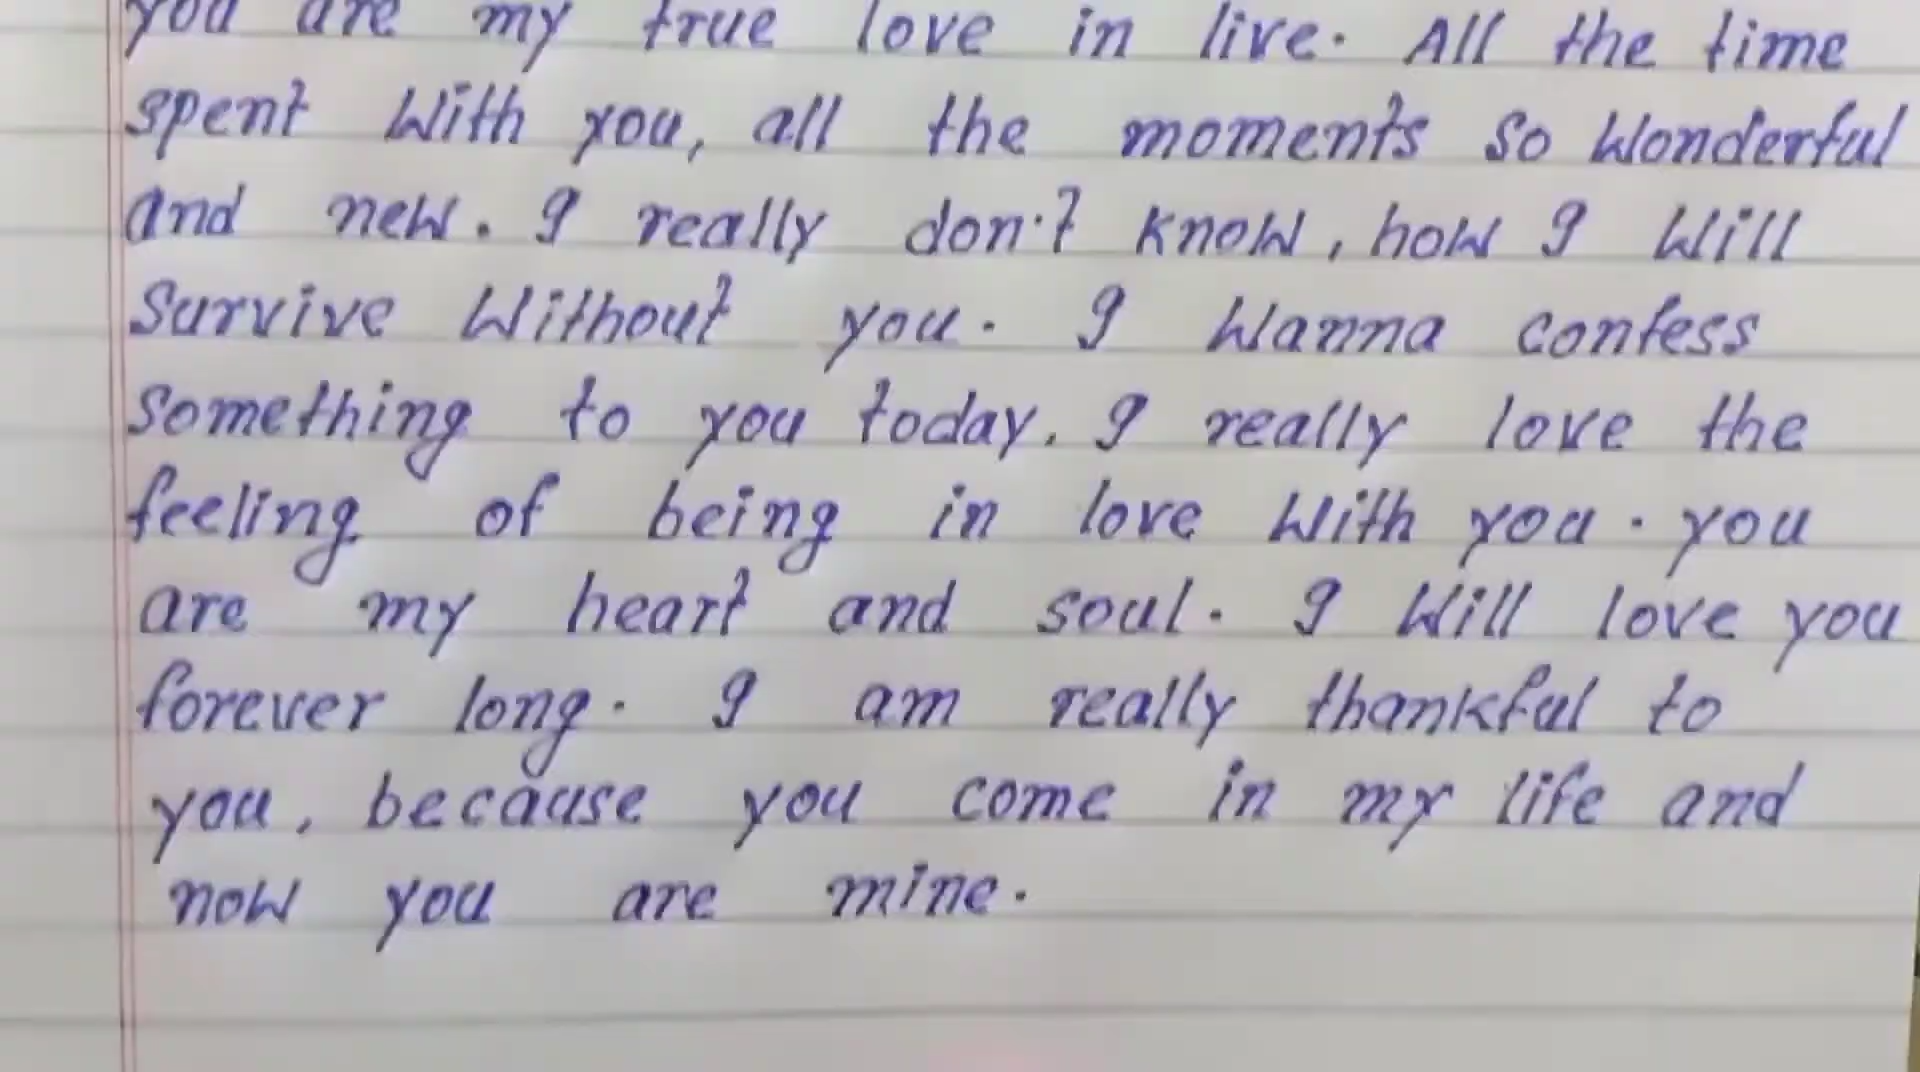 you are my true love in live. All the time
spent With you, all the moments so Wonderful
and new. I really don't know, how I Will
Survive Without you. I Wanna confess
something to you today. I really love the
feeling of being in love With you. you
are my heart and soul. I Will love you
forever long. I am really thankful to
you, because you come in my life and
now you are mine.